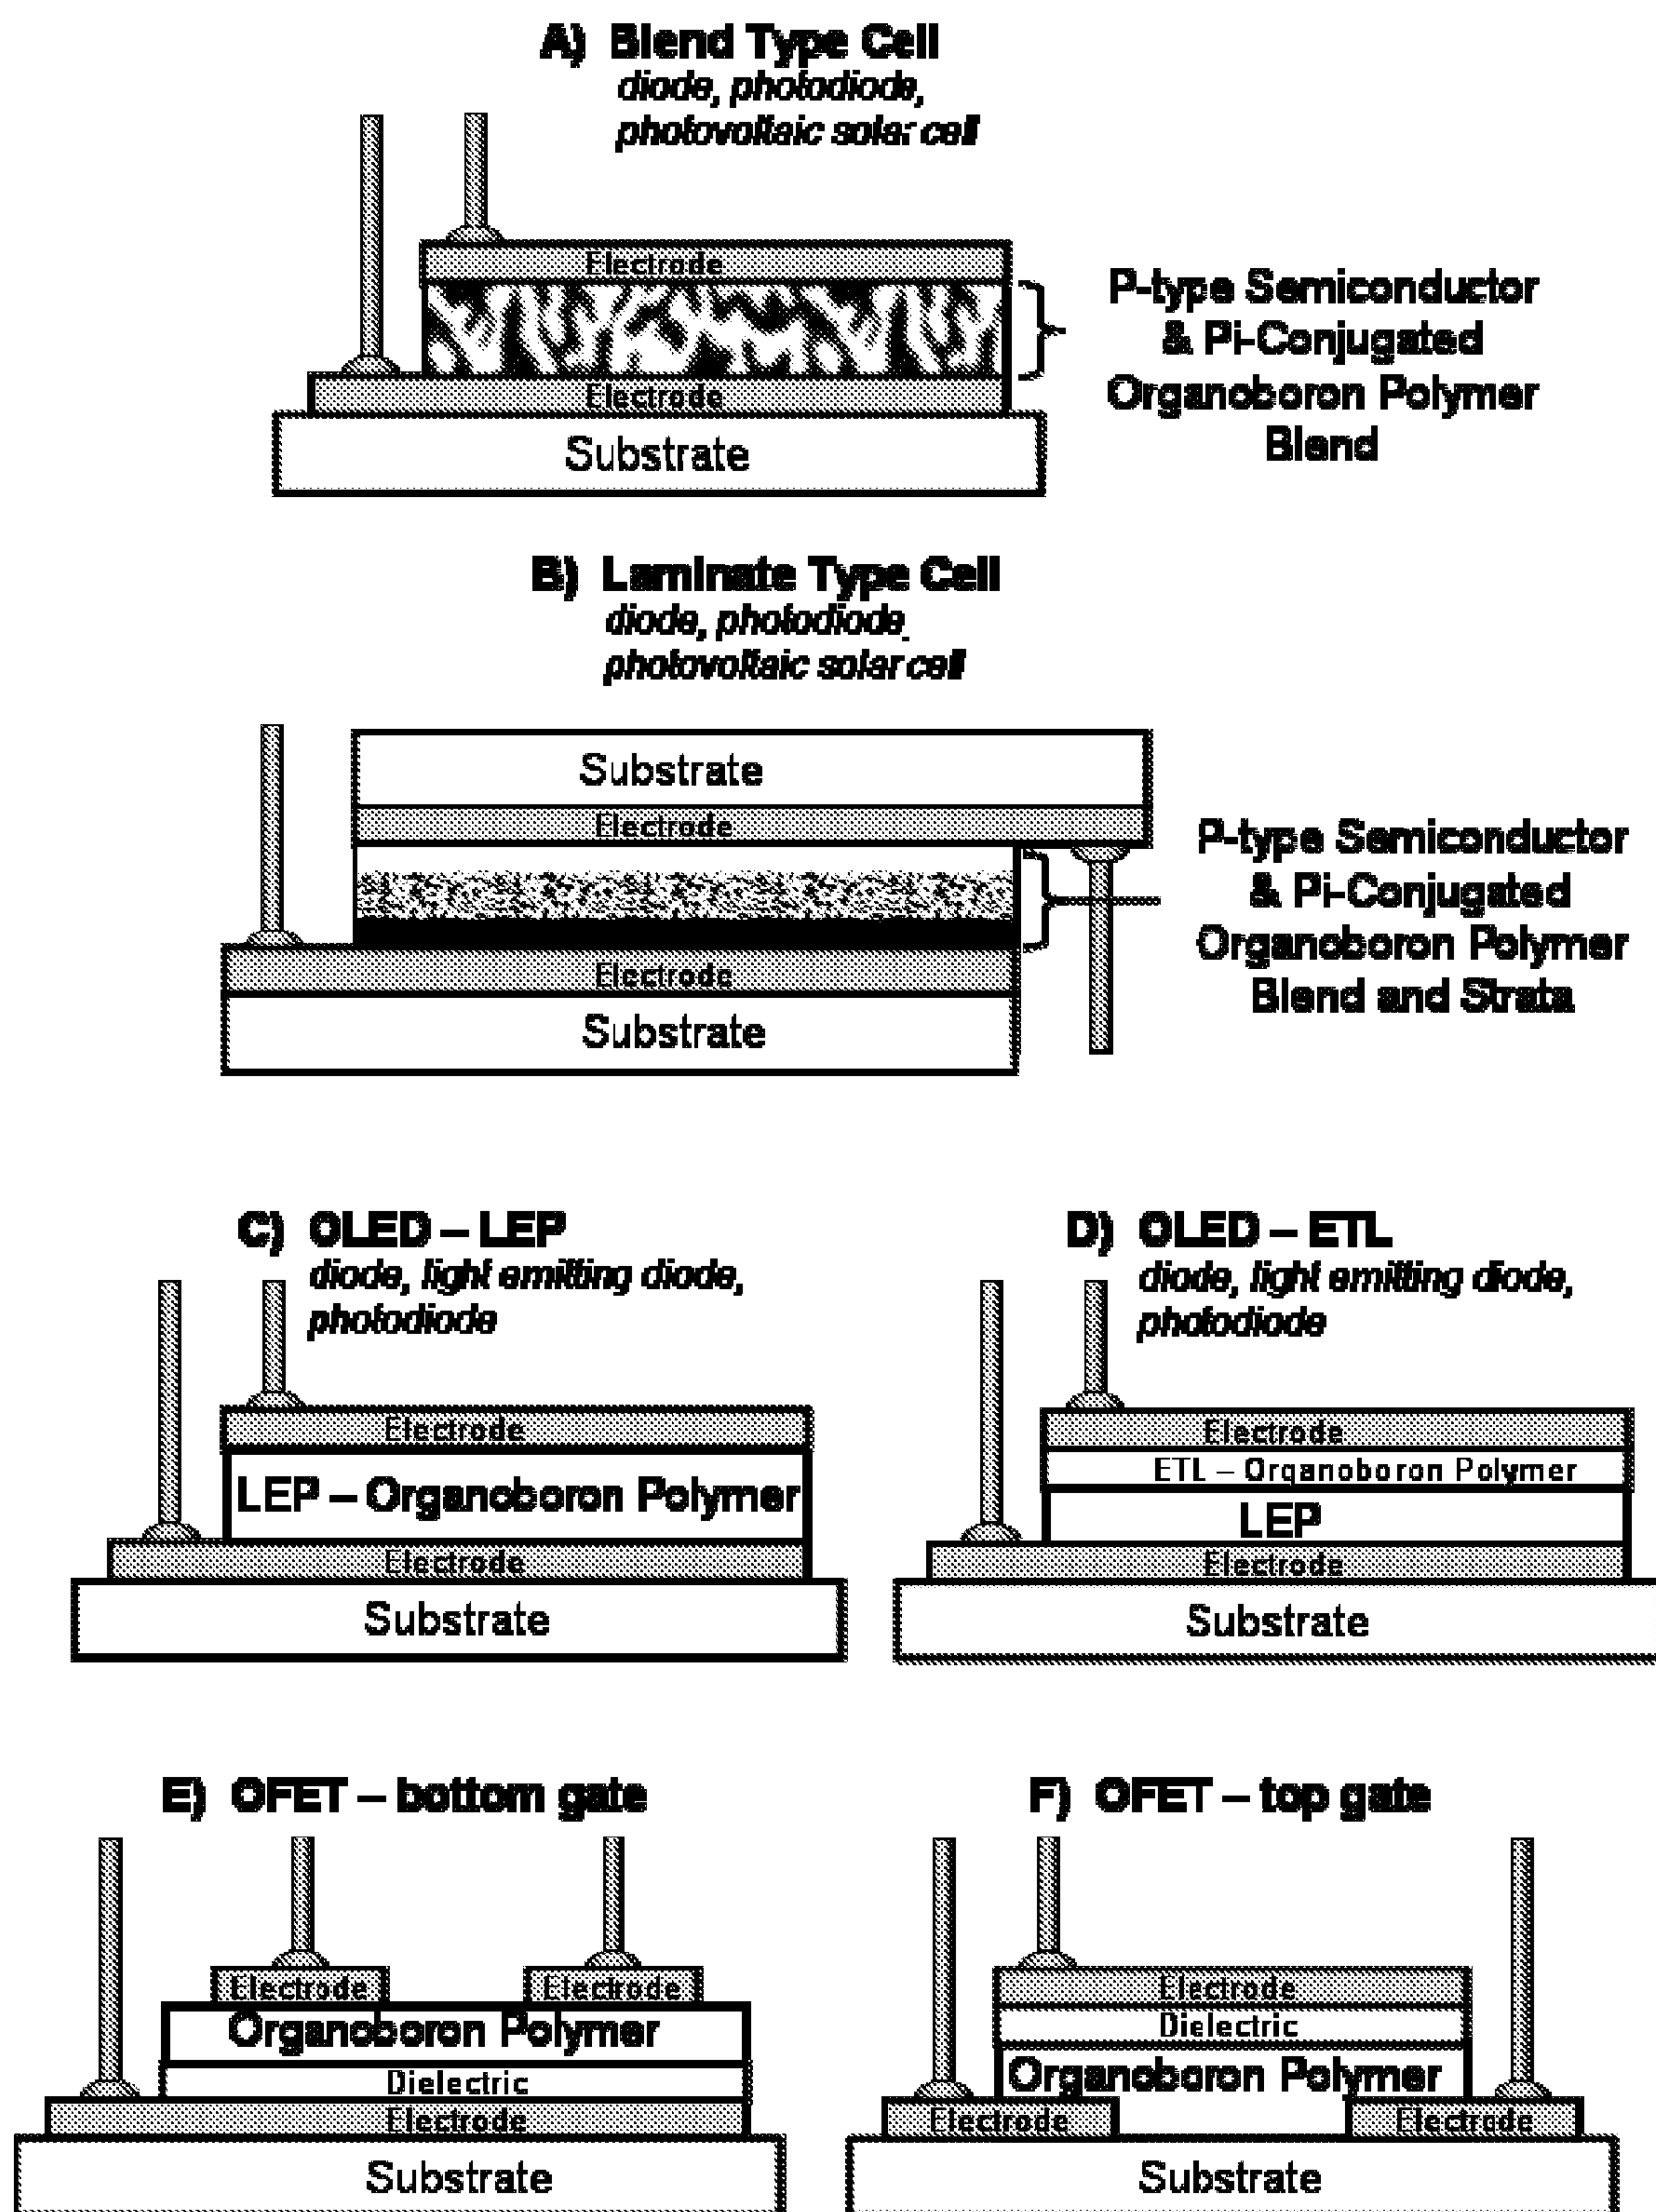 A) Blend Type Cell
diode, photodiode,
photovoltaic solar cell
Electrode
Electrode
Substrate
P-type Semiconductor
& Pi-Conjugated
Organoboron Polymer
Blend
B) Laminate Type Cell
diode, photodiode
photovoltaic solar cell
Substrate
Electrode
Electrode
Substrate
P-type Semiconductor
& Pi-Conjugated
Organoboron Polymer
Blend and Strata
C) OLED – LEP
diode, light emitting diode,
photodiode
Electrode
LEP – Organoboron Polymer
Electrode
Substrate
D) OLED – ETL
diode, light emitting diode,
photodiode
Electrode
ETL – Organoboron Polymer
LEP
Electrode
Substrate
E) OFET – bottom gate
Electrode Electrode
Organoboron Polymer
Dielectric
Electrode
Substrate
F) OFET – top gate
Electrode
Dielectric
Organoboron Polymer
Electrode Electrode
Substrate